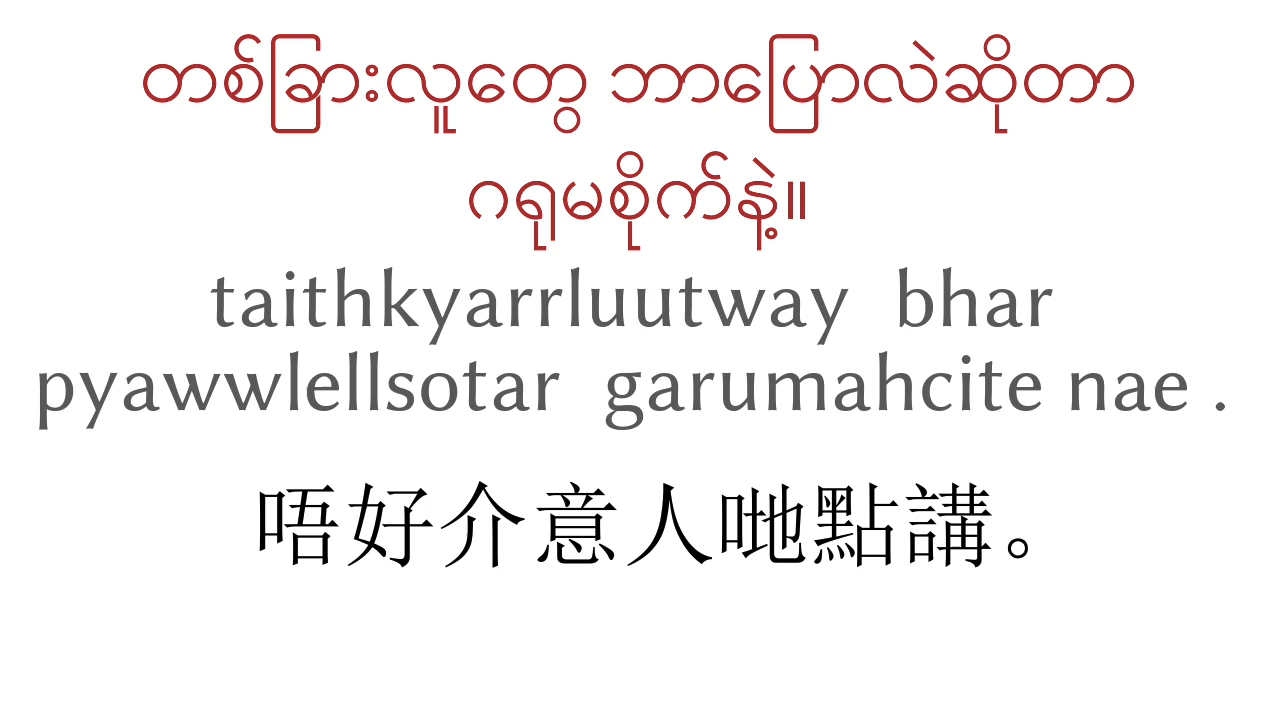 တစ်ခြားလူတွေ ဘာပြောလဲဆိုတာ
ဂရုမစိုက်နဲ့။
taithkyarrluutway bhar
pyawwlellsotar garumahcite nae .
唔好介意人哋點講。